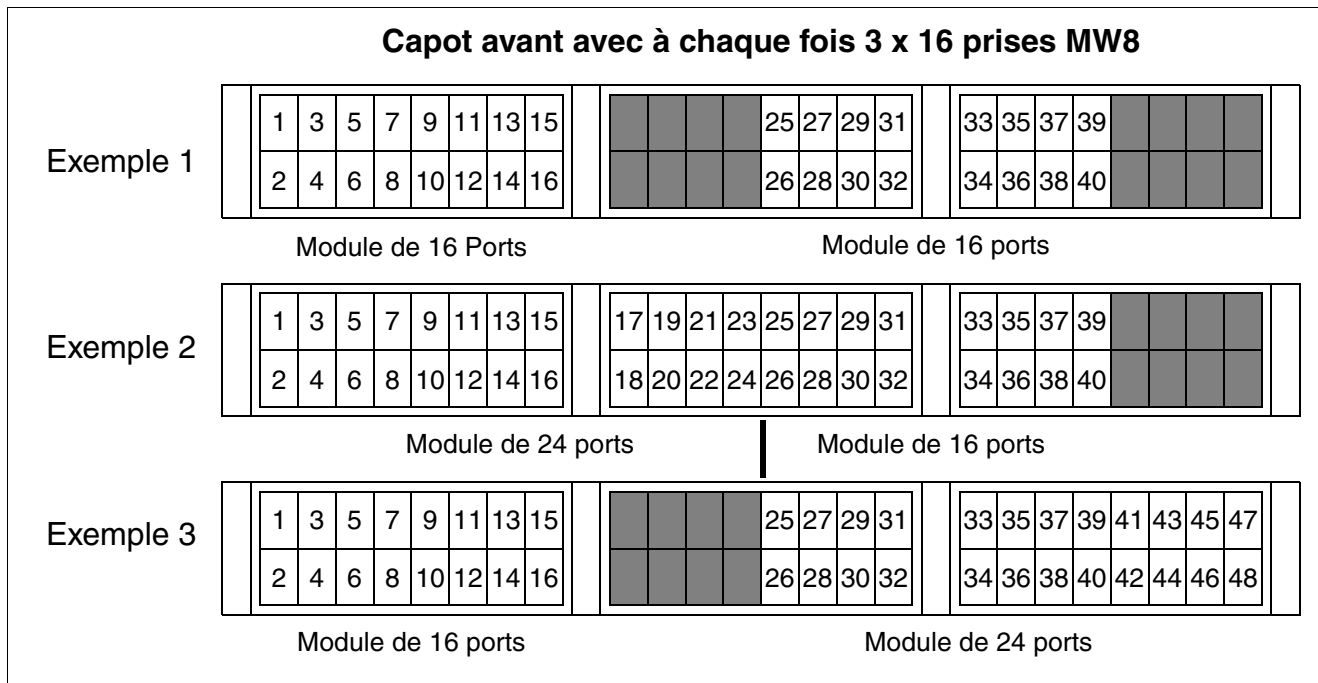 Capot avant avec à chaque fois 3 x 16 prises MW8
Exemple 1
1 3 5 7 9 11 13 15 25 27 29 31 33 35 37 39
2 4 6 8 10 12 14 16 26 28 30 32 34 36 38 40
Module de 16 Ports Module de 16 ports
Exemple 2
1 3 5 7 9 11 13 15 17 19 21 23 25 27 29 31 33 35 37 39
2 4 6 8 10 12 14 16 18 20 22 24 26 28 30 32 34 36 38 40
Module de 24 ports Module de 16 ports
Exemple 3
1 3 5 7 9 11 13 15 25 27 29 31 33 35 37 39 41 43 45 47
2 4 6 8 10 12 14 16 26 28 30 32 34 36 38 40 42 44 46 48
Module de 16 ports Module de 24 ports